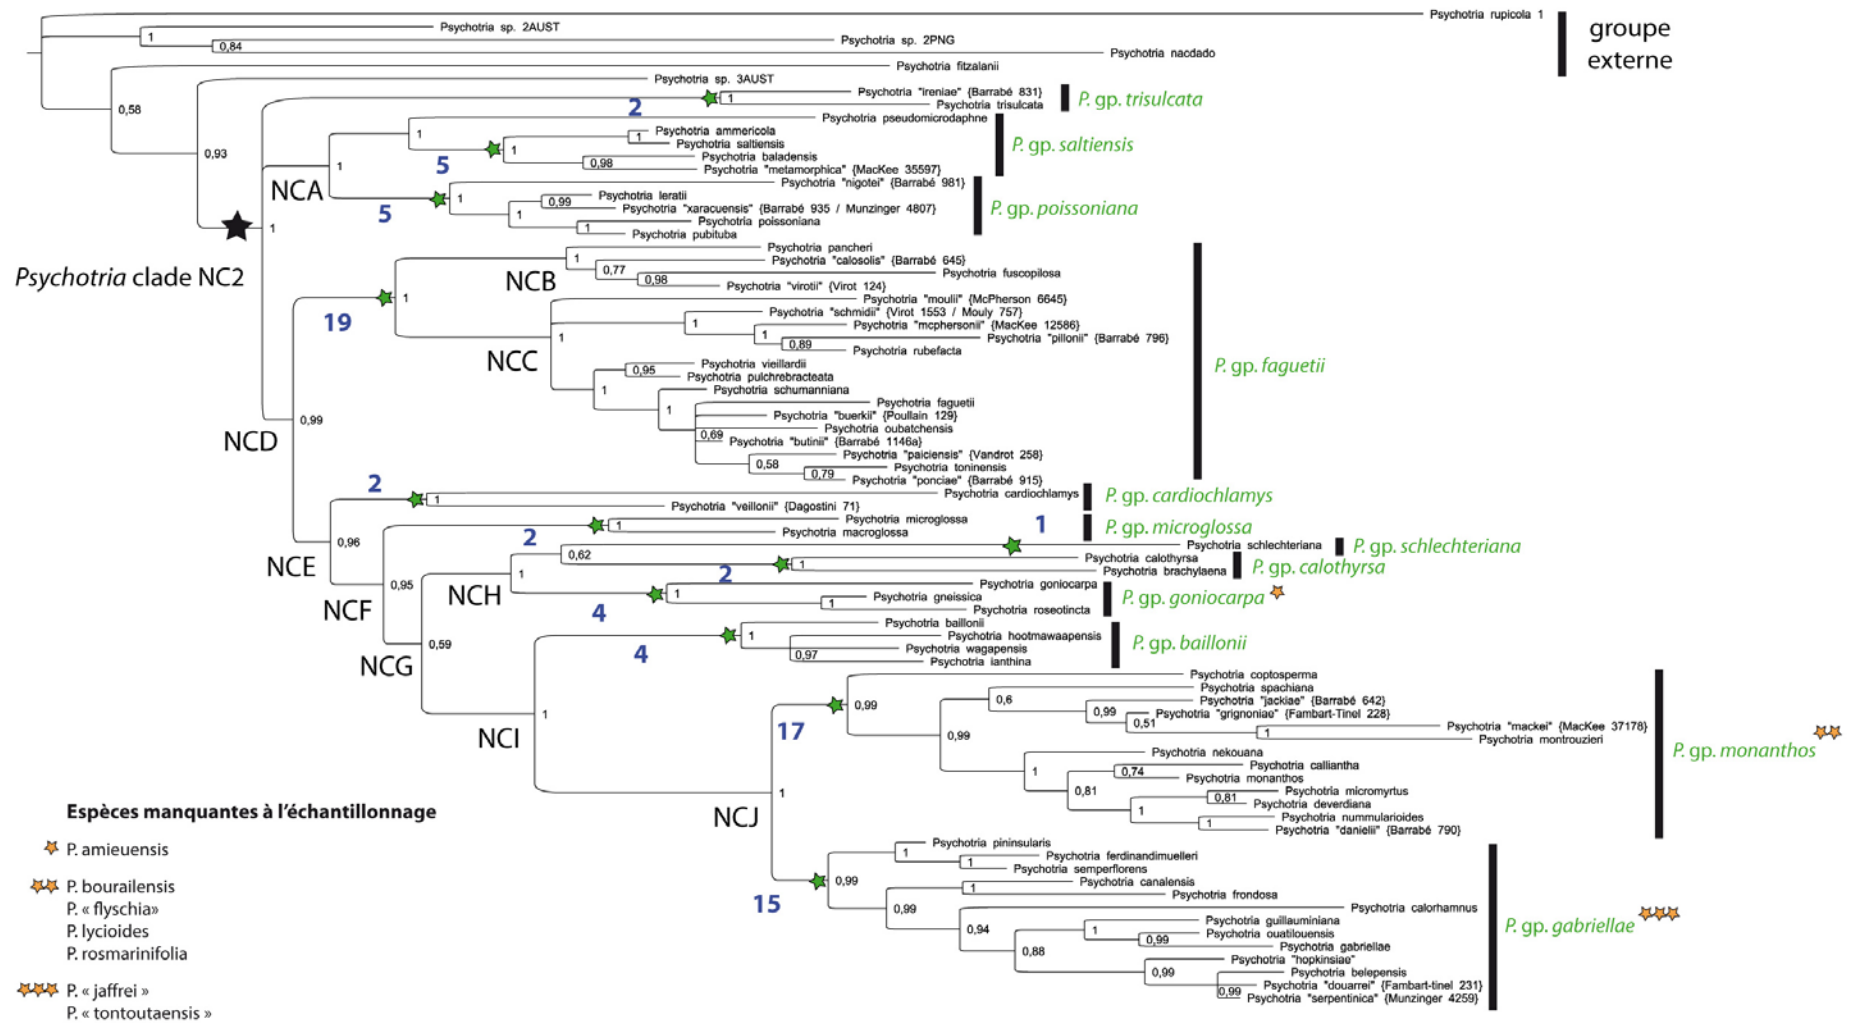 Psychotria rupicola 1
groupe
externe
Psychotria sp. 2AUST
1
Psychotria sp. 2PNG
0,84
Psychotria nacdado
Psychotria fitzalanii
Psychotria sp. 3AUST
0,58
Psychotria "ireniae" {Barrabé 831}
1
Psychotria trisulcata
P. gp. trisulcata
2
0,93
Psychotria pseudomicrodaphne
1
Psychotria ammericola
1
Psychotria saltiensis
1
Psychotria baladensis
0,98
Psychotria "metamorphica" {MacKee 35597}
P. gp. saltiensis
5
1
NCA
Psychotria "nigotei" {Barrabé 981}
1
Psychotria leratii
0,99
Psychotria "xaracuensis" {Barrabé 935 / Munzinger 4807}
1
Psychotria poissoniana
1
Psychotria pubituba
P. gp. poissoniana
5
1
Psychotria clade NC2
Psychotria pancheri
1
Psychotria "calosolis" {Barrabé 645}
0,77
Psychotria fuscopilosa
0,98
Psychotria "virotii" {Virot 124}
NCB
1
19
Psychotria "moulii" {McPherson 6645}
Psychotria "schmidii" {Virot 1553 / Mouly 757}
1
Psychotria "mcphersonii" {MacKee 12586}
1
Psychotria "pillonii" {Barrabé 796}
0,89
Psychotria rubefacta
1
NCC
Psychotria vieillardii
0,95
Psychotria pulchrebracteata
1
Psychotria schumanniana
1
Psychotria faguetii
Psychotria "buerkii" {Poullain 129}
Psychotria oubatchensis
0,69
Psychotria "butinii" {Barrabé 1146a}
Psychotria "paiciensis" {Vandrot 258}
0,58
Psychotria toninensis
0,79
Psychotria "ponciae" {Barrabé 915}
P. gp. faguetii
0,99
NCD
2
Psychotria cardiochlamys
1
Psychotria "veillonii" {Dagostini 71}
P. gp. cardiochlamys
0,96
NCE
Psychotria microglossa
1
Psychotria macroglossa
P. gp. microglossa
2
1
Psychotria schlechteriana
P. gp. schlechteriana
0,62
Psychotria calothyrsa
1
Psychotria brachylaena
P. gp. calothyrsa
2
1
NCH
0,95
NCF
Psychotria goniocarpa
1
Psychotria gneissica
1
Psychotria roseotincta
P. gp. goniocarpa
4
Psychotria baillonii
1
Psychotria hootmawaapensis
Psychotria wagapensis
0,97
Psychotria ianthina
P. gp. baillonii
4
0,59
NCG
Psychotria coptosperma
0,99
Psychotria spachiana
0,6
Psychotria "jackiae" {Barrabé 642}
0,99
Psychotria "grignoniae" {Fambart-Tinel 228}
0,51
Psychotria "mackei" {MacKee 37178}
1
Psychotria montrouzieri
0,99
17
1
NCI
Psychotria nekouana
1
Psychotria calliantha
0,74
Psychotria monanthos
0,81
Psychotria micromyrtus
0,81
Psychotria deverdiana
1
Psychotria nummularioides
1
Psychotria "danielii" {Barrabé 790}
P. gp. monanthos
1
NCJ
Psychotria pininsularis
1
Psychotria ferdinandimuelleri
1
Psychotria semperflorens
0,99
Psychotria canalensis
1
Psychotria frondosa
0,99
15
Psychotria calorhamnus
0,94
Psychotria guillauminiana
1
Psychotria ouatilouensis
0,99
Psychotria gabriellae
0,88
Psychotria "hopkinsiae"
0,99
Psychotria belepensis
Psychotria "douarrei" {Fambart-tinel 231}
0,99
Psychotria "serpentinica" {Munzinger 4259}
P. gp. gabriellae
Espèces manquantes à l'échantillonnage
P. amieuensis
P. bourailensis
P. « flyschia»
P. lycioides
P. rosmarinifolia
P. « jaffrei »
P. « tontoutaensis »